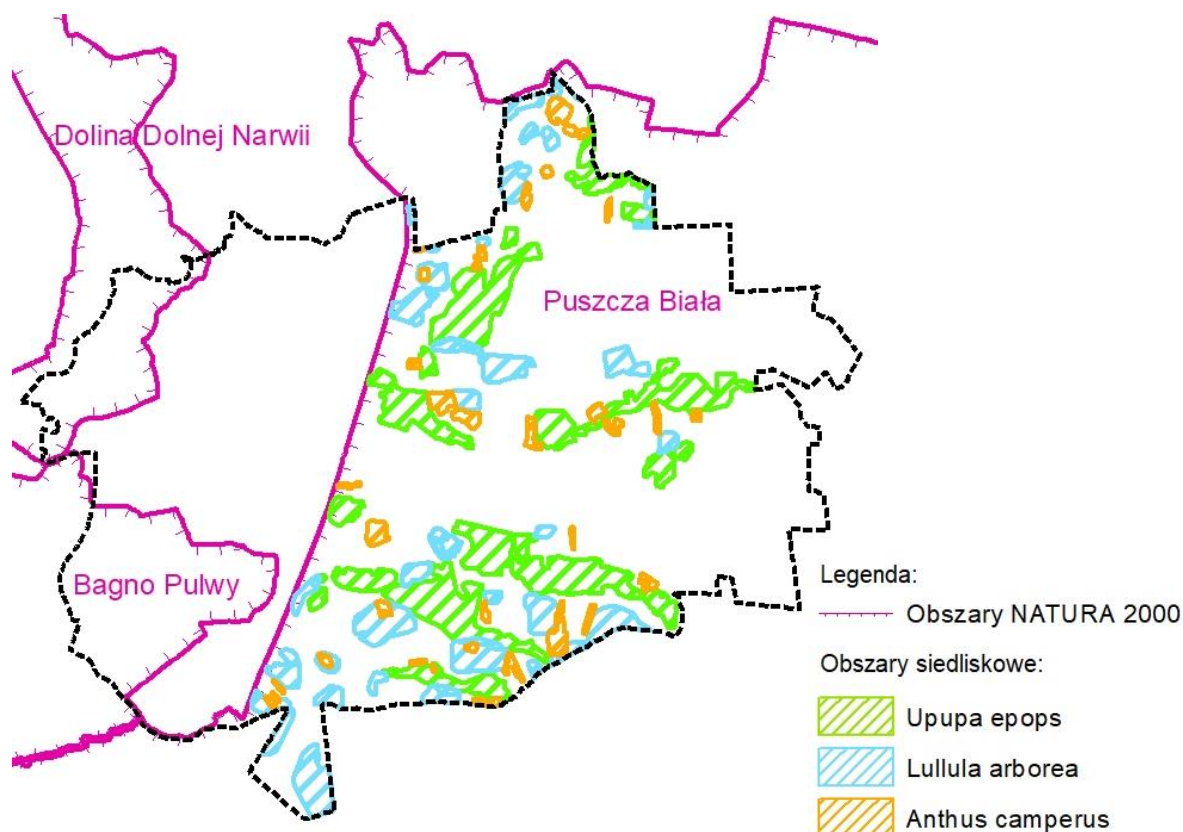 Dolina Dolnej Narwii
Puszcza Biała
Bagno Pulwy
Legenda:
Obszary NATURA 2000
Obszary siedliskowe:
Upupa epops
Lullula arborea
Anthus camperus